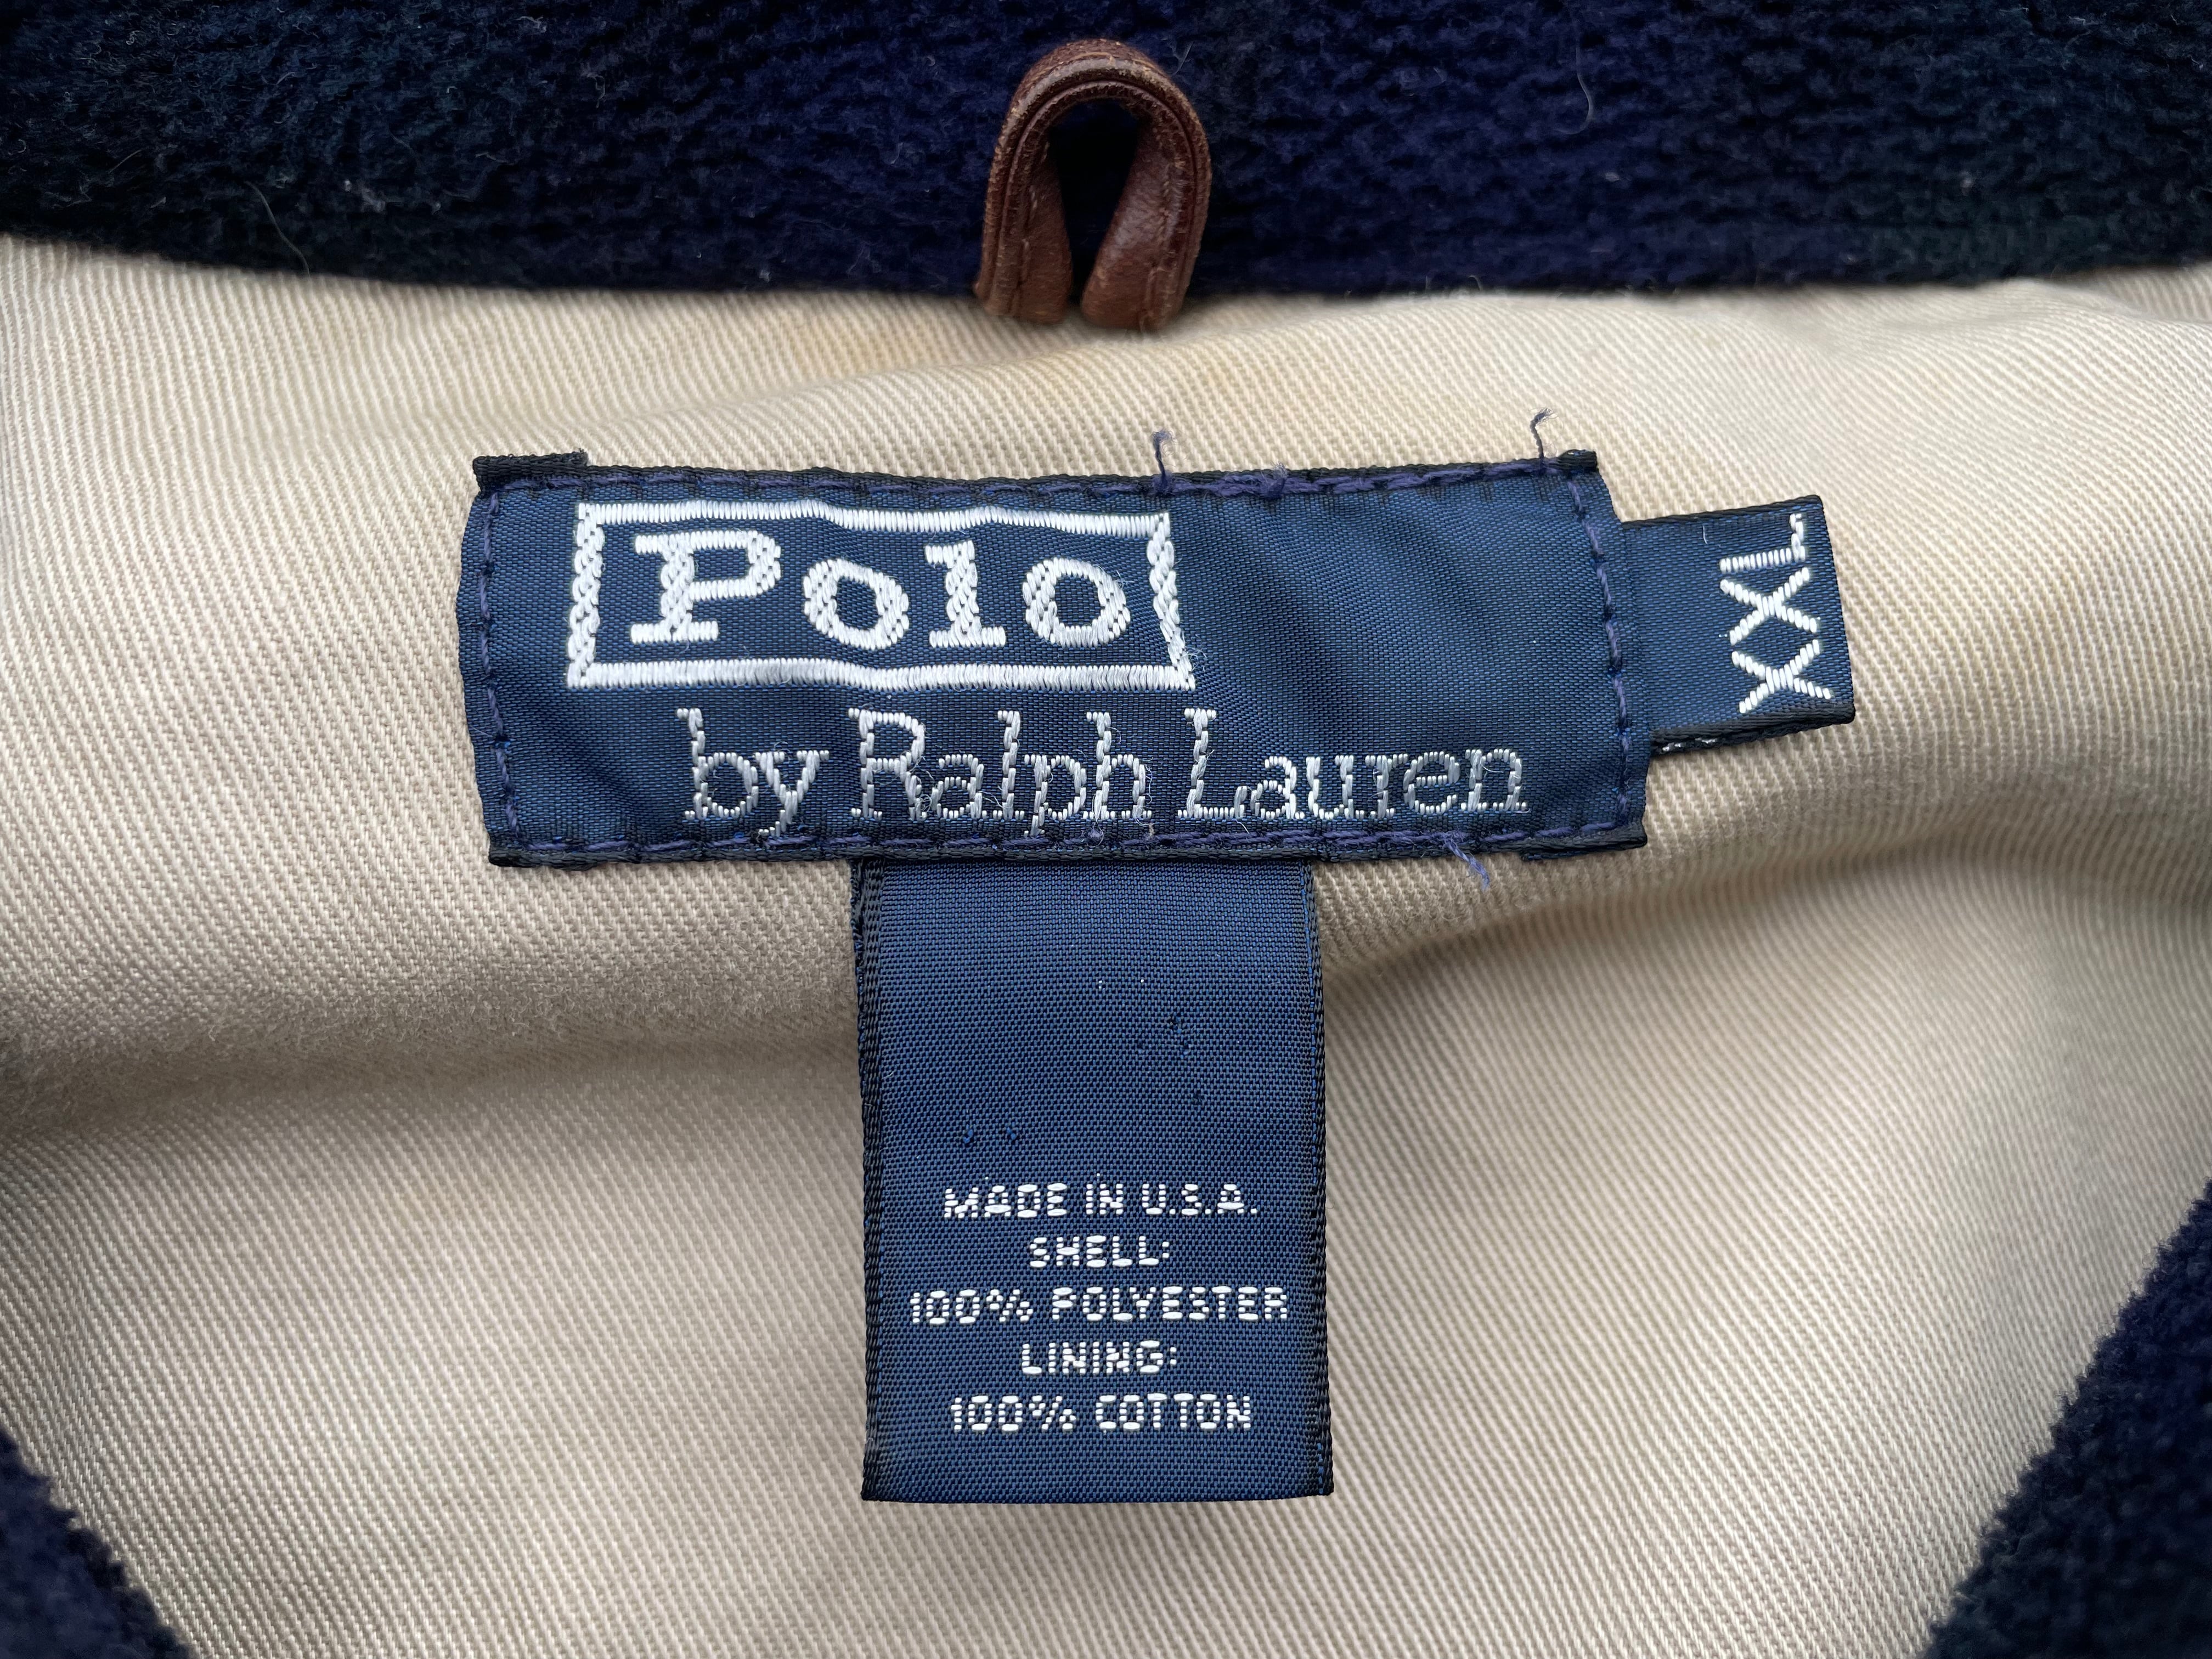 Polo
by Ralph Lauren
XXL
MADE IN U.S.A.
SHELL:
100% POLYESTER
LINING:
100% COTTON